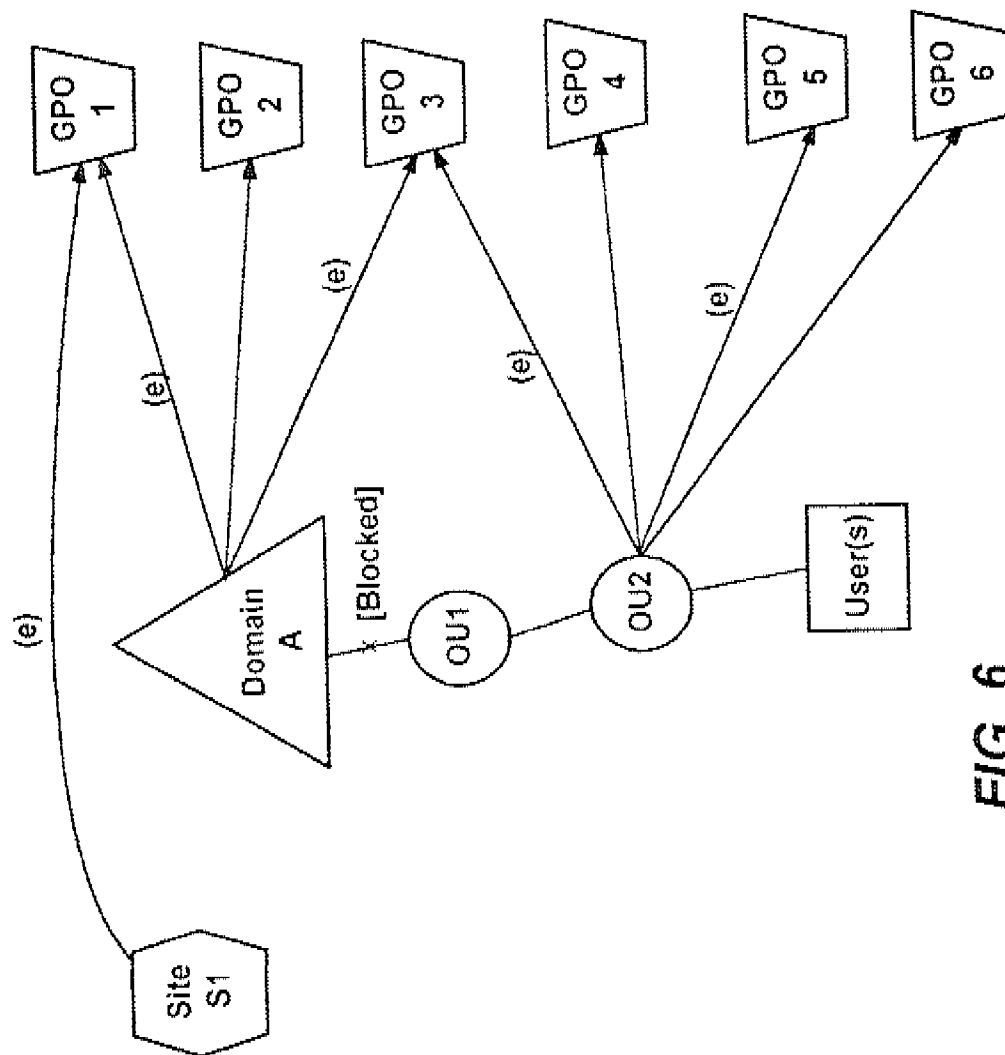 (e)
Site
S1
Domain
A
[Blocked]
OU1
OU2
User(s)
(e)
(e)
(e)
(e)
GPO
1
GPO
2
GPO
3
GPO
4
GPO
5
GPO
6
FIG. 6